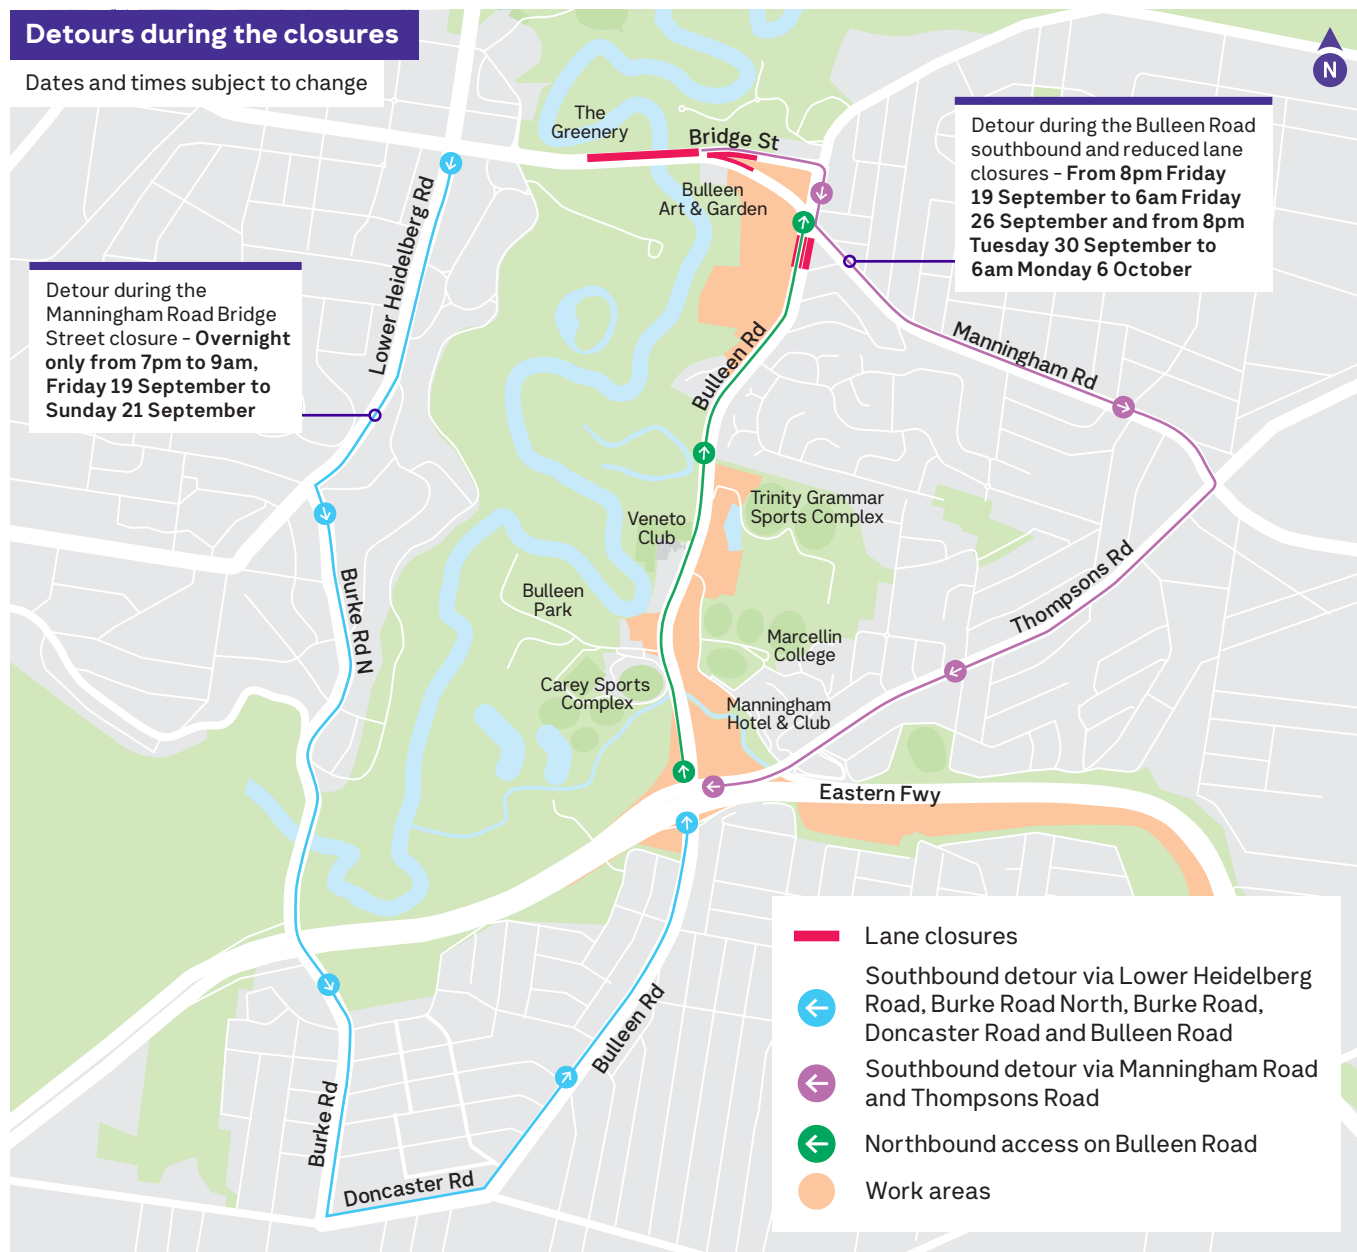 Detours during the closures
Dates and times subject to change
N
Detour during the Bulleen Road
southbound and reduced lane
closures – From 8pm Friday
19 September to 6am Friday
26 September and from 8pm
Tuesday 30 September to
6am Monday 6 October
Detour during the
Manningham Road Bridge
Street closure – Overnight
only from 7pm to 9am,
Friday 19 September to
Sunday 21 September
The
Greenery
Bridge St
Bulleen
Art & Garden
Lower Heidelberg Rd
Bulleen Rd
Manningham Rd
Trinity Grammar
Sports Complex
Veneto
Club
Bulleen
Park
Burke Rd N
Thompsons Rd
Marcellin
College
Carey Sports
Complex
Manningham
Hotel & Club
Eastern Fwy
Bulleen Rd
Burke Rd
Doncaster Rd
Lane closures
Southbound detour via Lower Heidelberg
Road, Burke Road North, Burke Road,
Doncaster Road and Bulleen Road
Southbound detour via Manningham Road
and Thompsons Road
Northbound access on Bulleen Road
Work areas